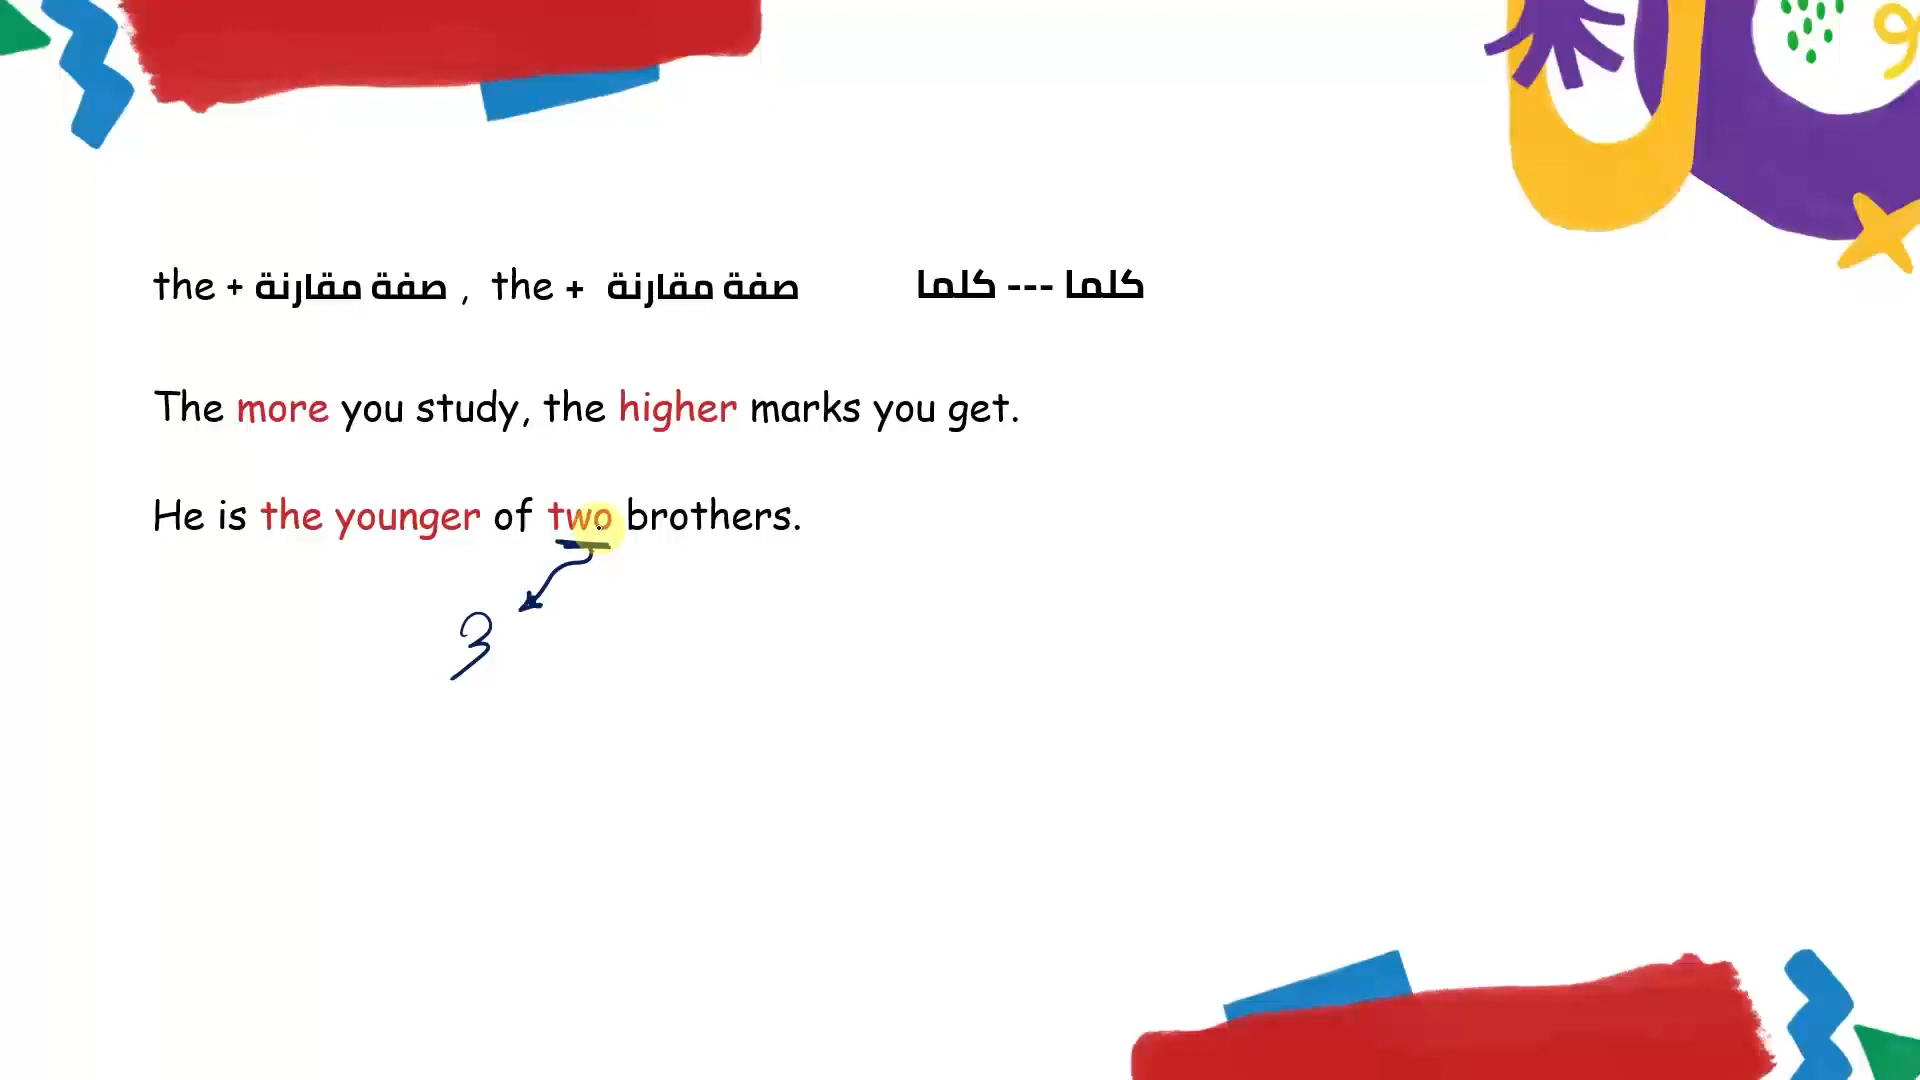 the + صفة مقارنة , the + صفة مقارنة كلما --- كلما
The more you study, the higher marks you get.
He is the younger of two brothers.
3